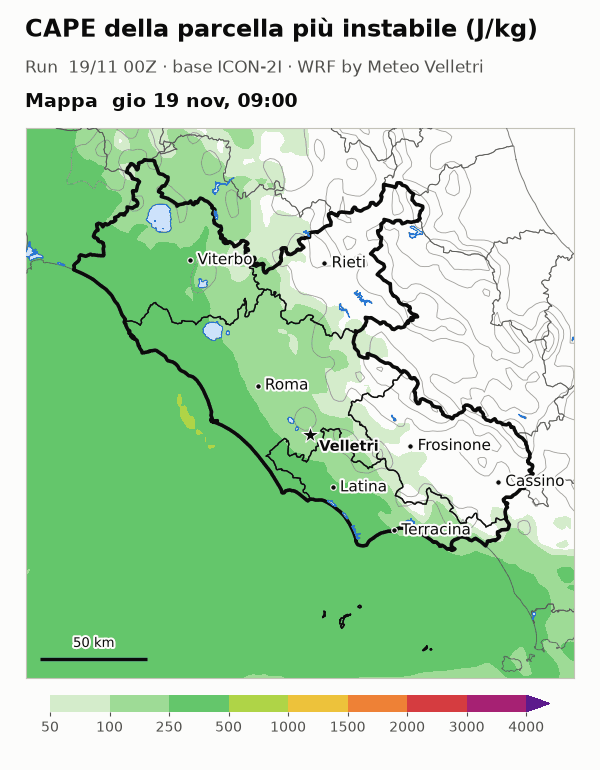 CAPE della parcella più instabile (J/kg)
Run  19/11 00Z · base ICON-2I · WRF by Meteo Velletri
Mappa  gio 19 nov, 09:00
Viterbo
Rieti
Roma
Velletri
Frosinone
Latina
Cassino
Terracina
50 km
50 100 250 500 1000 1500 2000 3000 4000